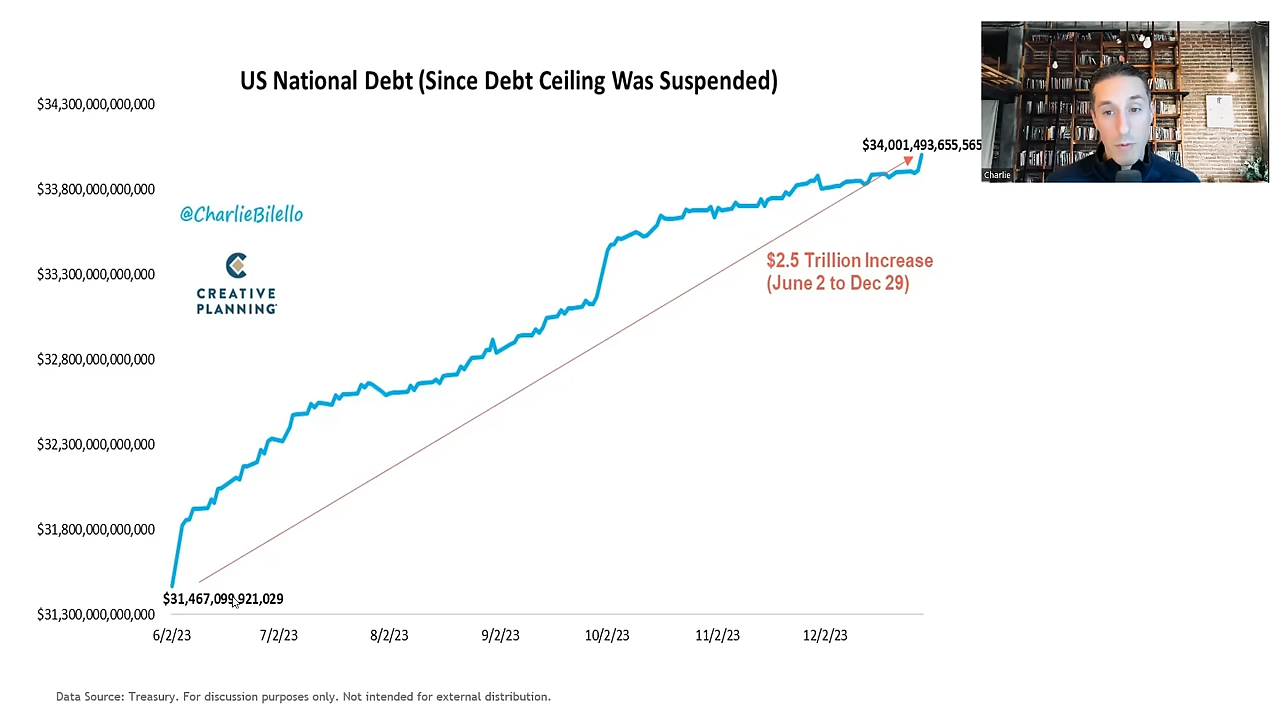 US National Debt (Since Debt Ceiling Was Suspended)
$34,300,000,000,000
$34,001,493,655,565
Charlie
$33,800,000,000,000
@CharlieBilello
$2.5 Trillion Increase
(June 2 to Dec 29)
$33,300,000,000,000
CREATIVE
PLANNING
$32,800,000,000,000
$32,300,000,000,000
$31,800,000,000,000
$31,467,099,921,029
$31,300,000,000,000
6/2/23 7/2/23 8/2/23 9/2/23 10/2/23 11/2/23 12/2/23
Data Source: Treasury. For discussion purposes only. Not intended for external distribution.